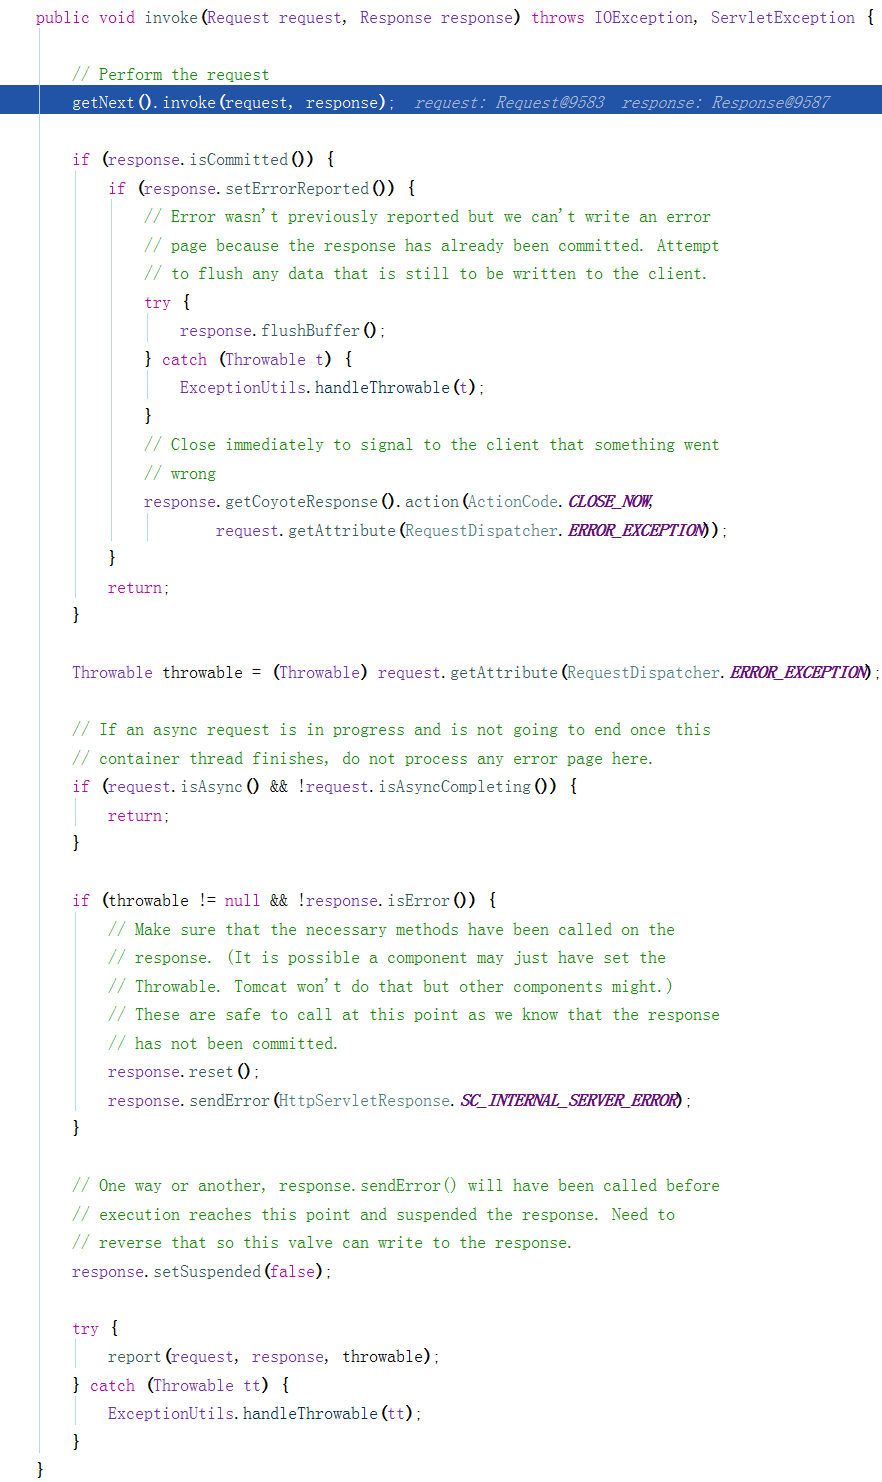 public void invoke(Request request, Response response) throws IOException, ServletException {
// Perform the request
getNext().invoke(request, response);  request: Request@9583  response: Response@9587
if (response.isCommitted()) {
if (response.setErrorReported()) {
// Error wasn't previously reported but we can't write an error
// page because the response has already been committed. Attempt
// to flush any data that is still to be written to the client.
try {
response.flushBuffer();
} catch (Throwable t) {
ExceptionUtils.handleThrowable(t);
}
// Close immediately to signal to the client that something went
// wrong
response.getCoyoteResponse().action(ActionCode.CLOSE_NOW,
request.getAttribute(RequestDispatcher.ERROR_EXCEPTION));
}
return;
}
Throwable throwable = (Throwable) request.getAttribute(RequestDispatcher.ERROR_EXCEPTION);
// If an async request is in progress and is not going to end once this
// container thread finishes, do not process any error page here.
if (request.isAsync() && !request.isAsyncCompleting()) {
return;
}
if (throwable != null && !response.isError()) {
// Make sure that the necessary methods have been called on the
// response. (It is possible a component may just have set the
// Throwable. Tomcat won't do that but other components might.)
// These are safe to call at this point as we know that the response
// has not been committed.
response.reset();
response.sendError(HttpServletResponse.SC_INTERNAL_SERVER_ERROR);
}
// One way or another, response.sendError() will have been called before
// execution reaches this point and suspended the response. Need to
// reverse that so this valve can write to the response.
response.setSuspended(false);
try {
report(request, response, throwable);
} catch (Throwable tt) {
ExceptionUtils.handleThrowable(tt);
}
}